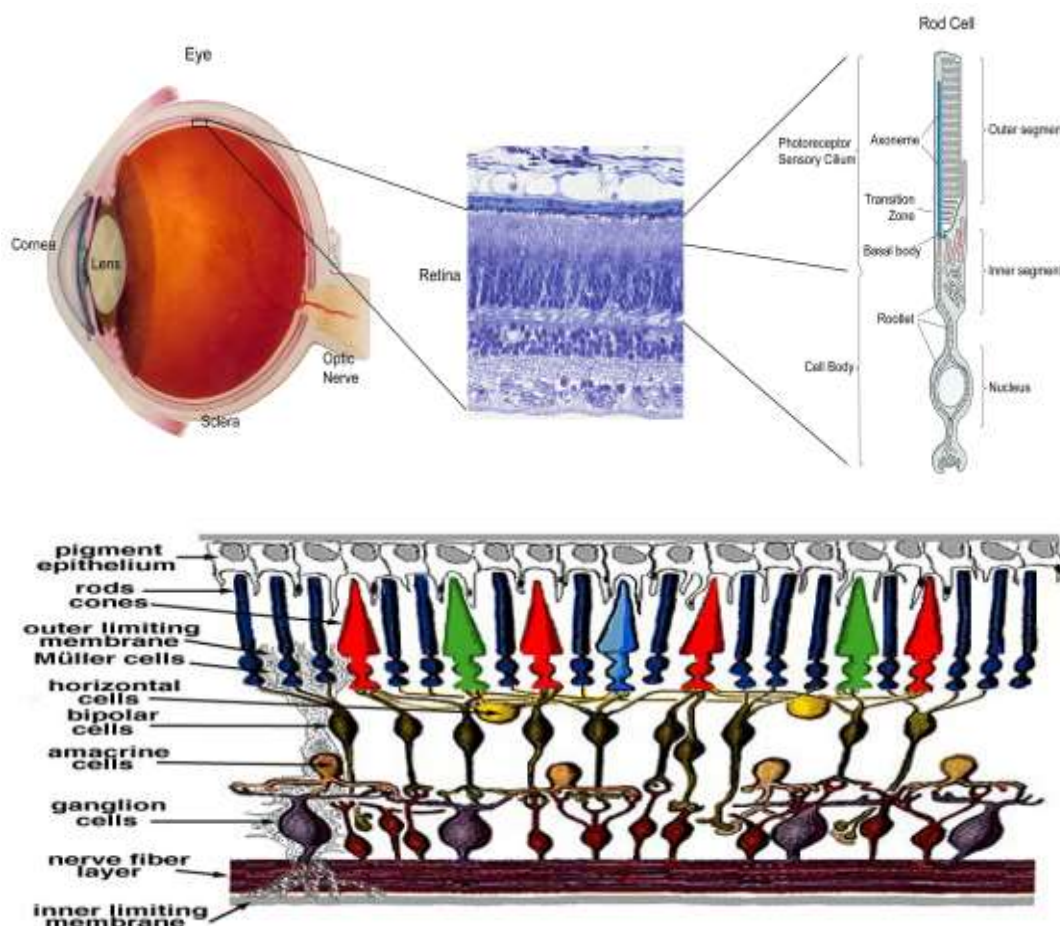 Eye
Cornea
Lens
Optic
Nerve
Sclera
Retina
Rod Cell
Photoreceptor
Sensory Cilium
Axoneme
Outer segment
Transition
Zone
Basal body
Inner segment
Rootlet
Cell Body
Nucleus
pigment
epithelium
rods
cones
outer limiting
membrane
Müller cells
horizontal
cells
bipolar
cells
amacrine
cells
ganglion
cells
nerve fiber
layer
inner limiting
membrane